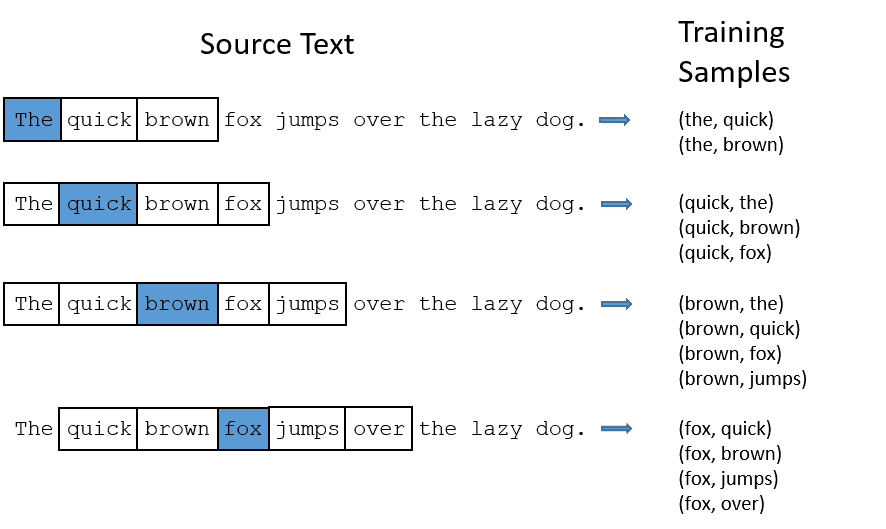 Source Text
Training
Samples
The quick brown fox jumps over the lazy dog.
(the, quick)
(the, brown)
The quick brown fox jumps over the lazy dog.
(quick, the)
(quick, brown)
(quick, fox)
The quick brown fox jumps over the lazy dog.
(brown, the)
(brown, quick)
(brown, fox)
(brown, jumps)
The quick brown fox jumps over the lazy dog.
(fox, quick)
(fox, brown)
(fox, jumps)
(fox, over)